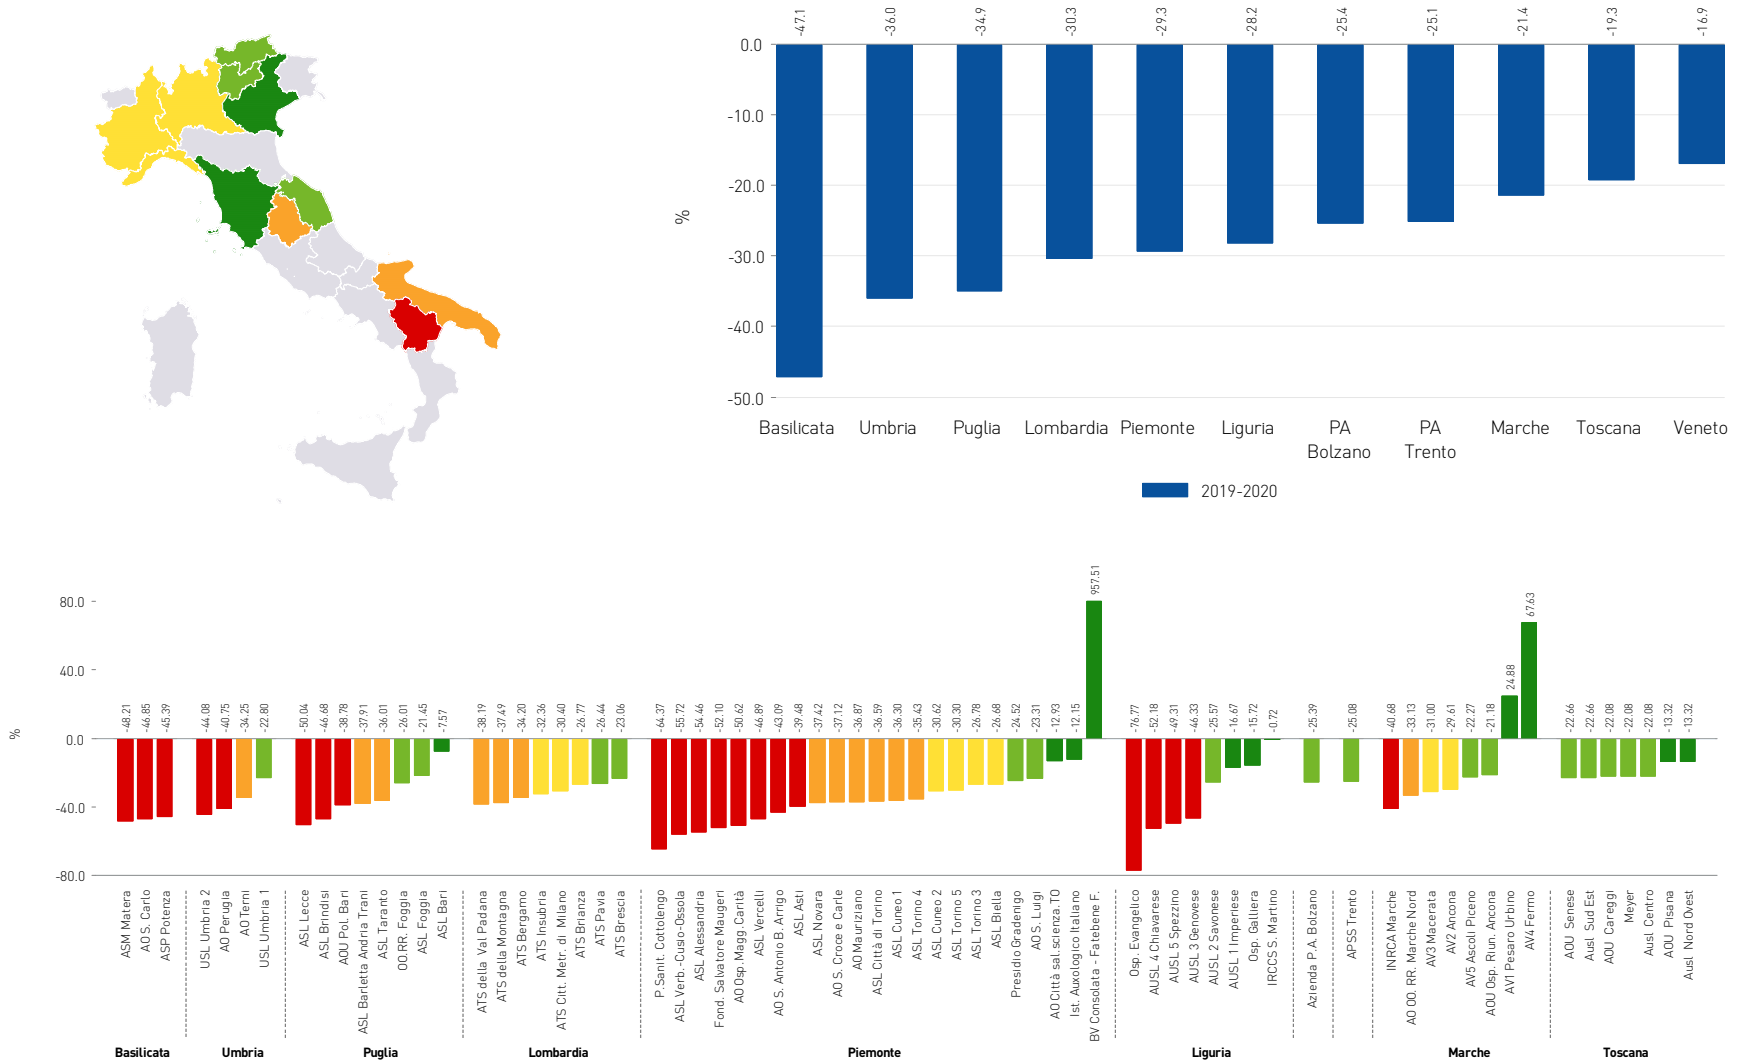 -47.1
-36.0
-34.9
-30.3
-29.3
-28.2
-25.4
-25.1
-21.4
-19.3
-16.9
0.0
-10.0
-20.0
-30.0
-40.0
-50.0
%
Basilicata
Umbria
Puglia
Lombardia
Piemonte
Liguria
PA
Bolzano
PA
Trento
Marche
Toscana
Veneto
2019-2020
%
80.0
40.0
0.0
-40.0
-80.0
-48.21
-46.85
-45.39
-44.08
-40.75
-34.25
-22.80
-50.04
-46.68
-38.78
-37.91
-36.01
-26.01
-21.45
-7.57
-38.19
-37.49
-34.20
-32.36
-30.40
-26.77
-26.44
-23.06
-64.37
-55.72
-54.46
-52.10
-50.62
-46.89
-43.09
-39.48
-37.42
-37.12
-36.87
-36.59
-36.30
-35.43
-30.62
-30.30
-26.78
-26.68
-24.52
-23.31
-12.93
-12.15
957.51
-76.77
-52.18
-49.31
-46.33
-25.57
-16.67
-15.72
-0.72
-25.39
-25.08
-40.68
-33.13
-31.00
-29.61
-22.27
-21.18
24.88
67.63
-22.66
-22.66
-22.08
-22.08
-22.08
-13.32
-13.32
ASM Matera
AO S. Carlo
ASP Potenza
USL Umbria 2
AO Perugia
AO Terni
USL Umbria 1
ASL Lecce
ASL Brindisi
AOU Pol. Bari
ASL Barletta Andria Trani
ASL Taranto
OO.RR. Foggia
ASL Foggia
ASL Bari
ATS della Val Padana
ATS della Montagna
ATS Bergamo
ATS Insubria
ATS Citt. Metr. di Milano
ATS Brianza
ATS Pavia
ATS Brescia
P.Sanit. Cottolengo
ASL Verb.-Cusio-Ossola
ASL Alessandria
Fond. Salvatore Maugeri
AO Osp.Magg. Carità
ASL Vercelli
AO S. Antonio B. Arrigo
ASL Asti
ASL Novara
AO S. Croce e Carle
AO Mauriziano
ASL Città di Torino
ASL Cuneo 1
ASL Torino 4
ASL Cuneo 2
ASL Torino 5
ASL Torino 3
ASL Biella
Presidio Gradenigo
AO S. Luigi
AO Città sal.scienza.TO
Ist. Auxologico Italiano
BV Consolata - Fatebene F.
Osp. Evangelico
AUSL 4 Chiavarese
AUSL 5 Spezzino
AUSL 3 Genovese
AUSL 2 Savonese
AUSL 1 Imperiese
Osp. Galliera
IRCCS S. Martino
Azienda P.A. Bolzano
APSS Trento
INRCA Marche
AO OO. RR. Marche Nord
AV3 Macerata
AV2 Ancona
AV5 Ascoli Piceno
AOU Osp. Riun. Ancona
AV1 Pesaro Urbino
AV4 Fermo
AOU Senese
Ausl Sud Est
AOU Careggi
Meyer
Ausl Centro
AOU Pisana
Ausl Nord Ovest
Basilicata
Umbria
Puglia
Lombardia
Piemonte
Liguria
Marche
Toscana